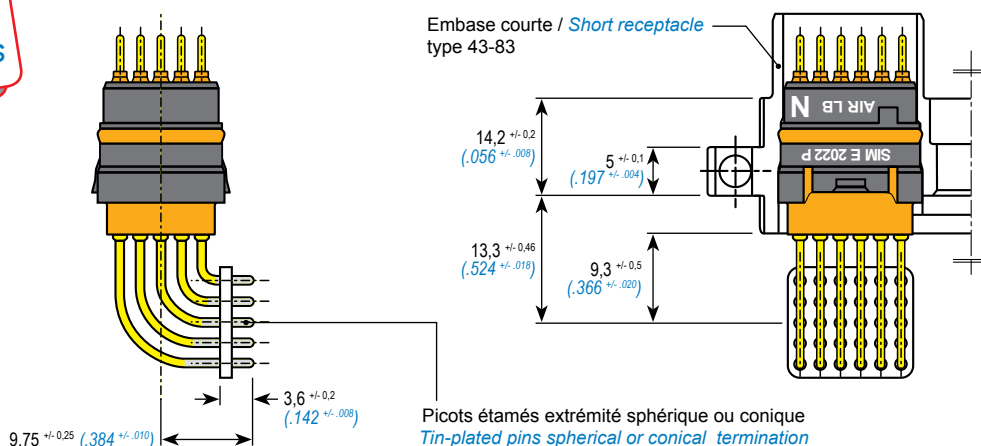 S
Embase courte / Short receptacle
type 43-83
N AIR LB
SIM E 2022 P
14,2 +/- 0,2
(.056 +/- .008)
5 +/- 0,1
(.197 +/- .004)
13,3 +/- 0,46
(.524 +/- .018)
9,3 +/- 0,5
(.366 +/- .020)
3,6 +/- 0,2
(.142 +/- .008)
9.75 +/- 0,25 (.384 +/- .010)
Picots étamés extrémité sphérique ou conique
Tin-plated pins spherical or conical termination